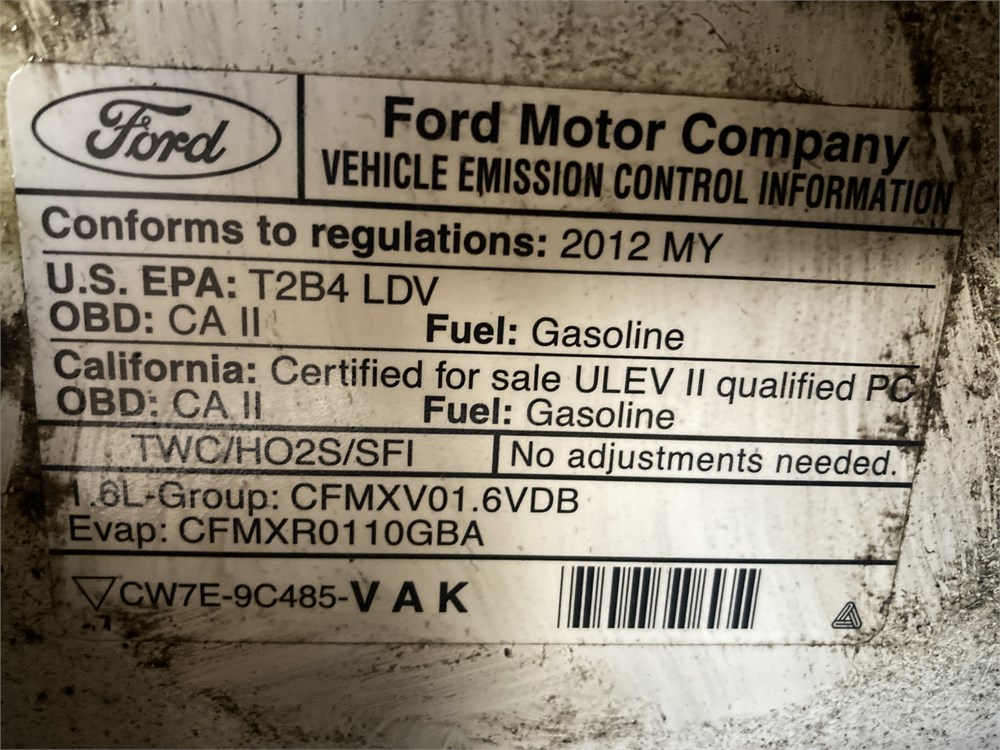 Ford
Ford Motor Company
VEHICLE EMISSION CONTROL INFORMATION
Conforms to regulations: 2012 MY
U.S. EPA: T2B4 LDV
OBD: CA II Fuel: Gasoline
California: Certified for sale ULEV II qualified PC
OBD: CA II Fuel: Gasoline
TWC/HO2S/SFI No adjustments needed.
1.6L-Group: CFMXV01.6VDB
Evap: CFMXR0110GBA
CW7E-9C485-V A K